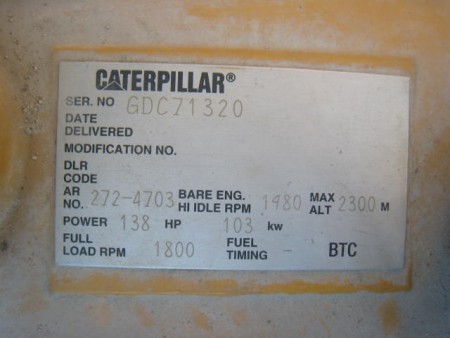 CATERPILLAR®
SER. NO GDC71320
DATE
DELIVERED
MODIFICATION NO.
DLR
CODE
AR NO. 272-4703 BARE ENG. HI IDLE RPM 1980 MAX ALT 2300 M
POWER 138 HP 103 kw
FULL LOAD RPM 1800 FUEL TIMING - BTC